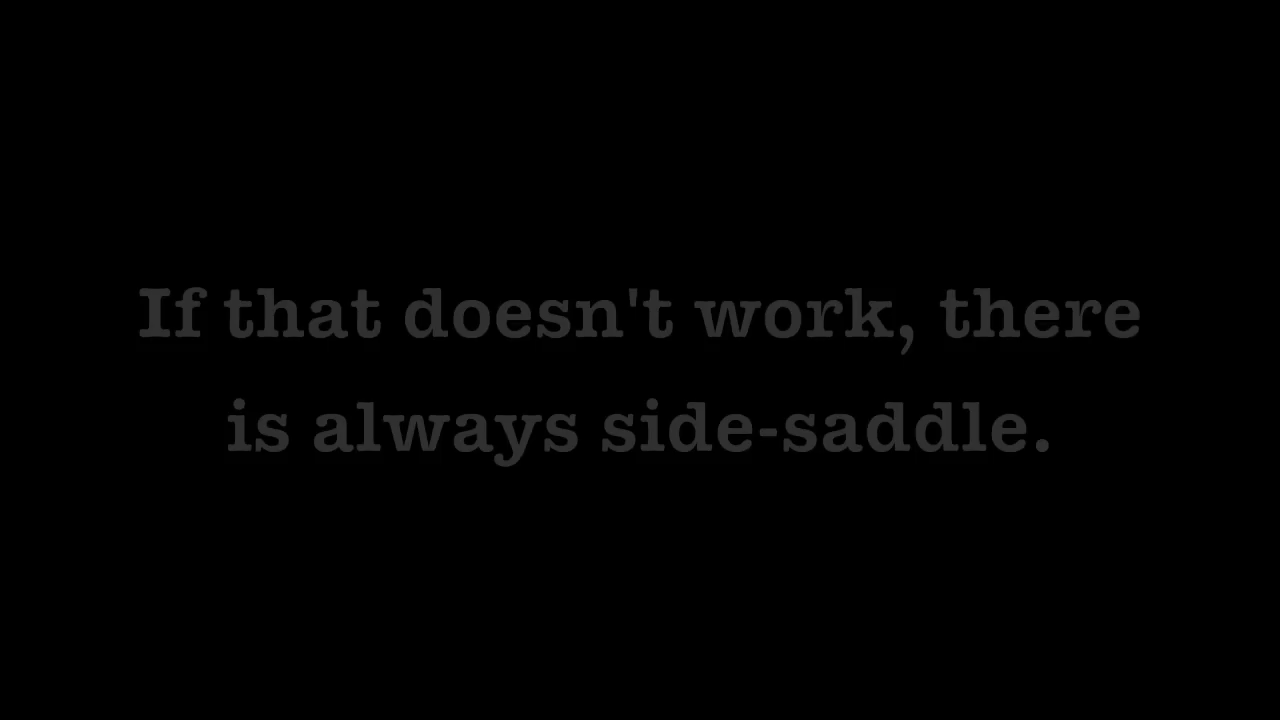 If that doesn't work, there
is always side-saddle.